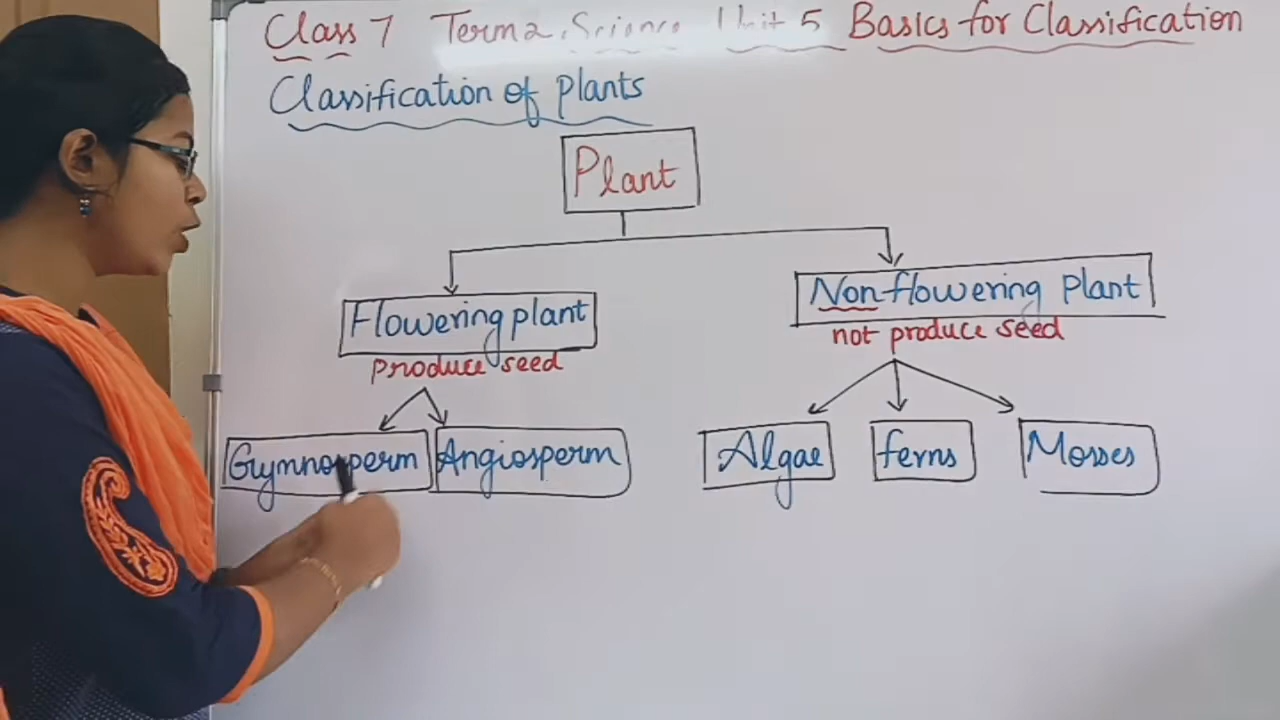 Class 7 Term 2 Science Unit 5 Basics for Classification
Classification of plants
Plant
Flowering plant
Produce seed
Non-flowering Plant
not produce seed
Gymnosperm
Angiosperm
Algae
ferns
Mosses